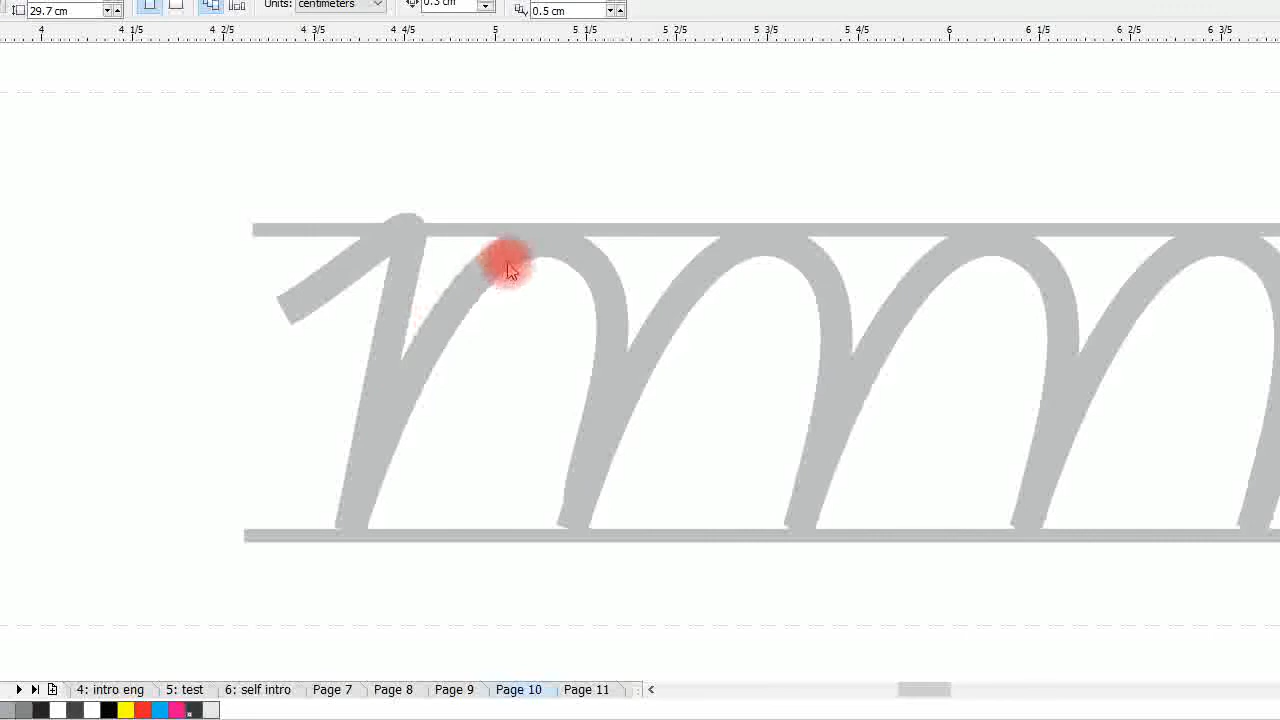 29.7 cm
Units: centimeters
0.3 cm
0.5 cm
4 4 1/5 4 2/5 4 3/5 4 4/5 5 5 1/5 5 2/5 5 3/5 5 4/5 6 6 1/5 6 2/5 6 3/5
4: intro eng 5: test 6: self intro Page 7 Page 8 Page 9 Page 10 Page 11